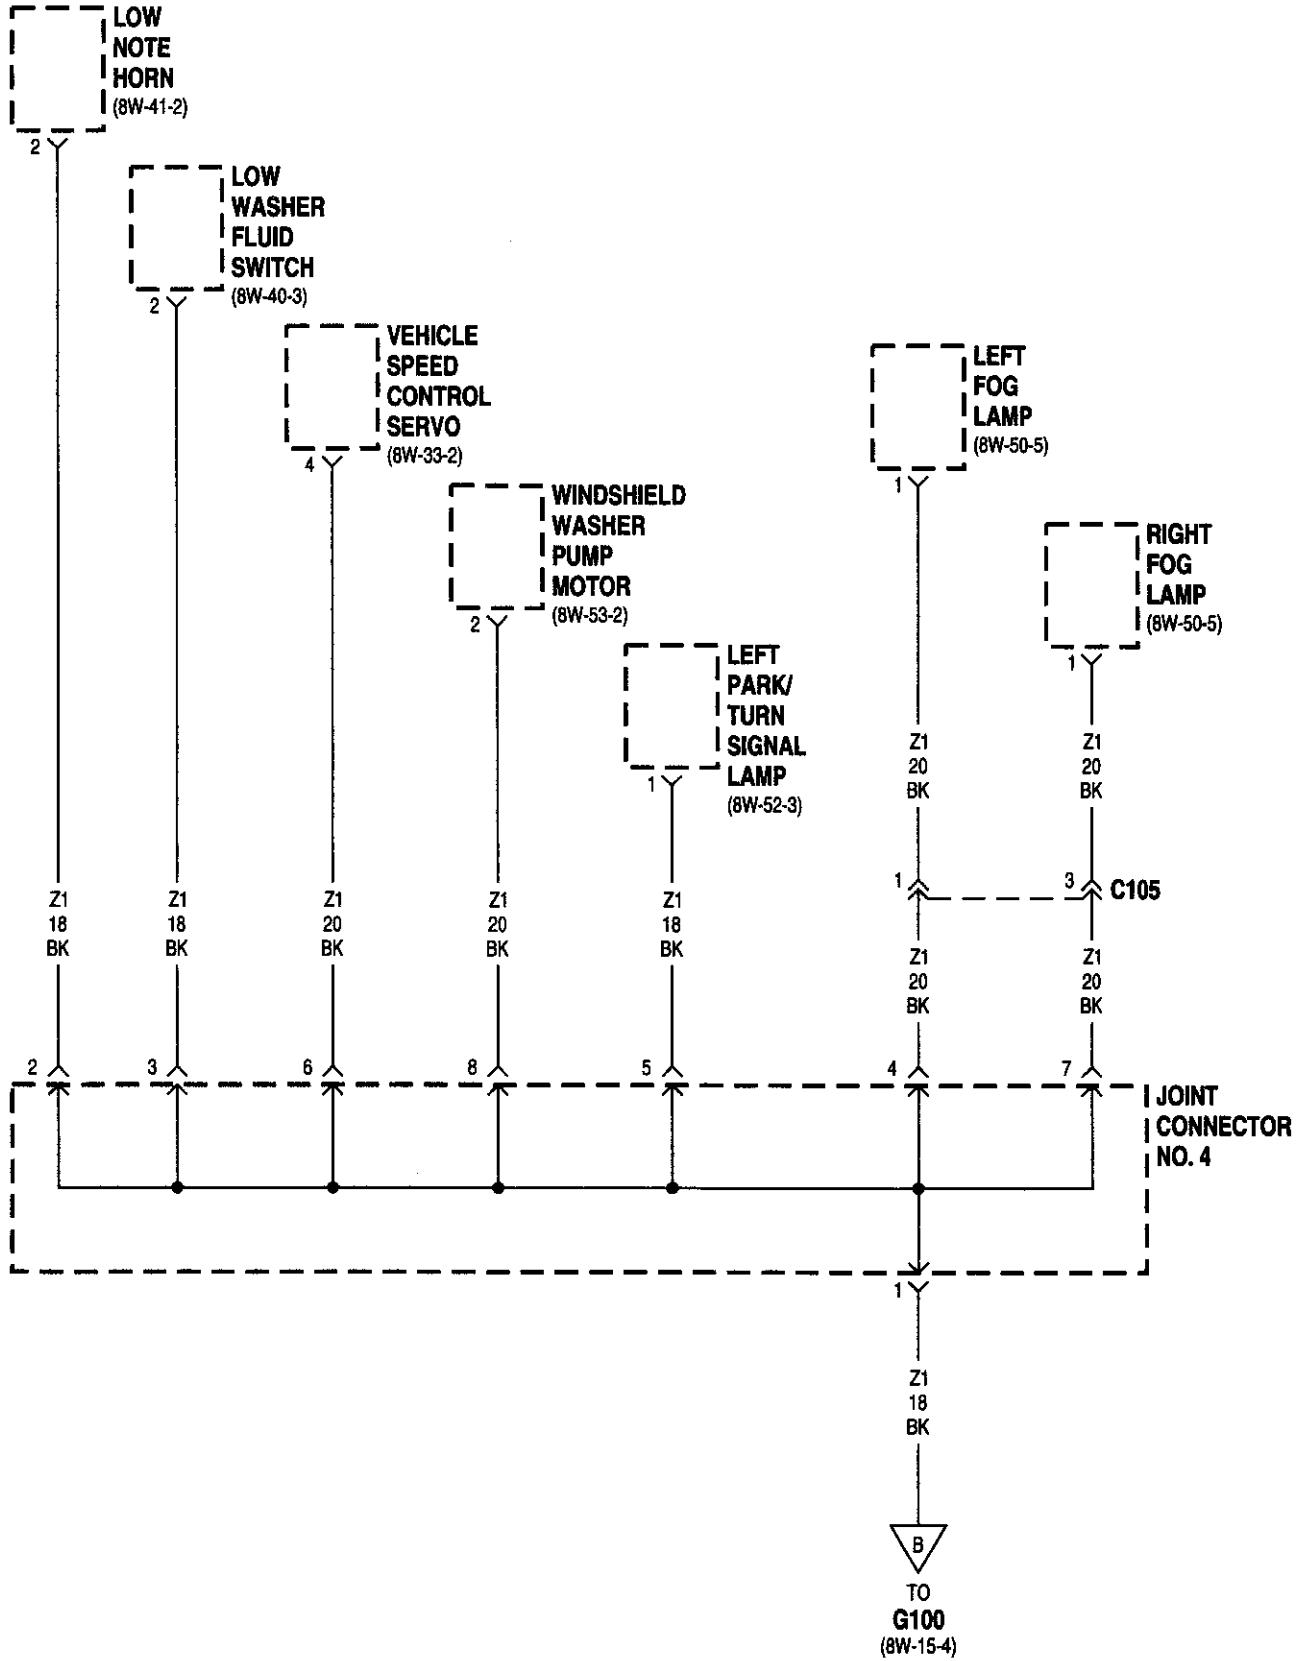 LOW
NOTE
HORN
(8W-41-2)
2
LOW
WASHER
FLUID
SWITCH
(8W-40-3)
2
VEHICLE
SPEED
CONTROL
SERVO
(8W-33-2)
4
WINDSHIELD
WASHER
PUMP
MOTOR
(8W-53-2)
2
LEFT
PARK/
TURN
SIGNAL
LAMP
(8W-52-3)
1
LEFT
FOG
LAMP
(8W-50-5)
1
RIGHT
FOG
LAMP
(8W-50-5)
1
Z1
20
BK
Z1
20
BK
1
3
C105
Z1
18
BK
Z1
18
BK
Z1
20
BK
Z1
20
BK
Z1
18
BK
Z1
20
BK
Z1
20
BK
2
3
6
8
5
4
7
JOINT
CONNECTOR
NO. 4
1
Z1
18
BK
B
TO
G100
(8W-15-4)